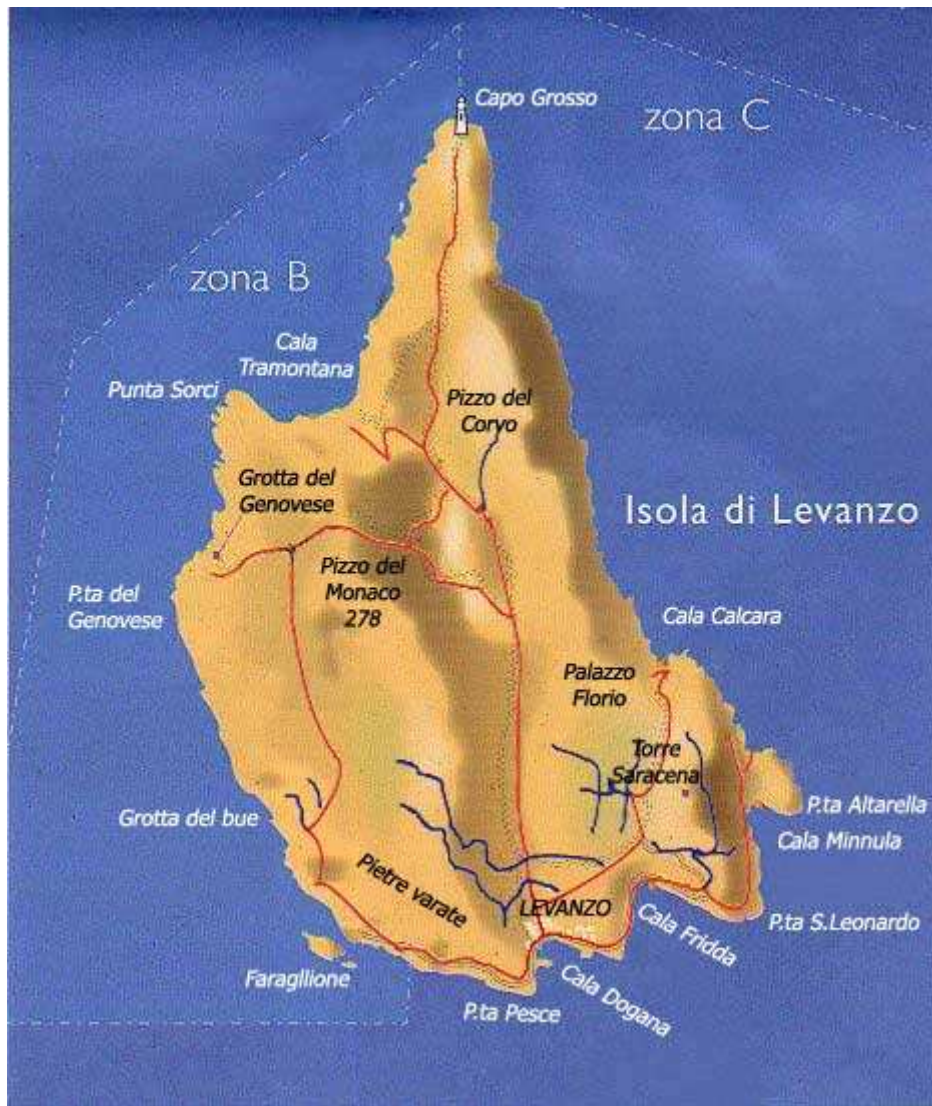 Capo Grosso
zona C
zona B
Cala
Tramontana
Punta Sorci
Pizzo del
Corvo
Grotta del
Genovese
Isola di Levanzo
Pizzo del
Monaco
278
P.ta del
Genovese
Cala Calcara
Palazzo
Florio
Torre
Saracena
P.ta Altarella
Grotta del bue
Cala Minnula
Pietre varate
LEVANZO
Cala Fridda
P.ta S.Leonardo
Faragllione
Cala Dogana
P.ta Pesce